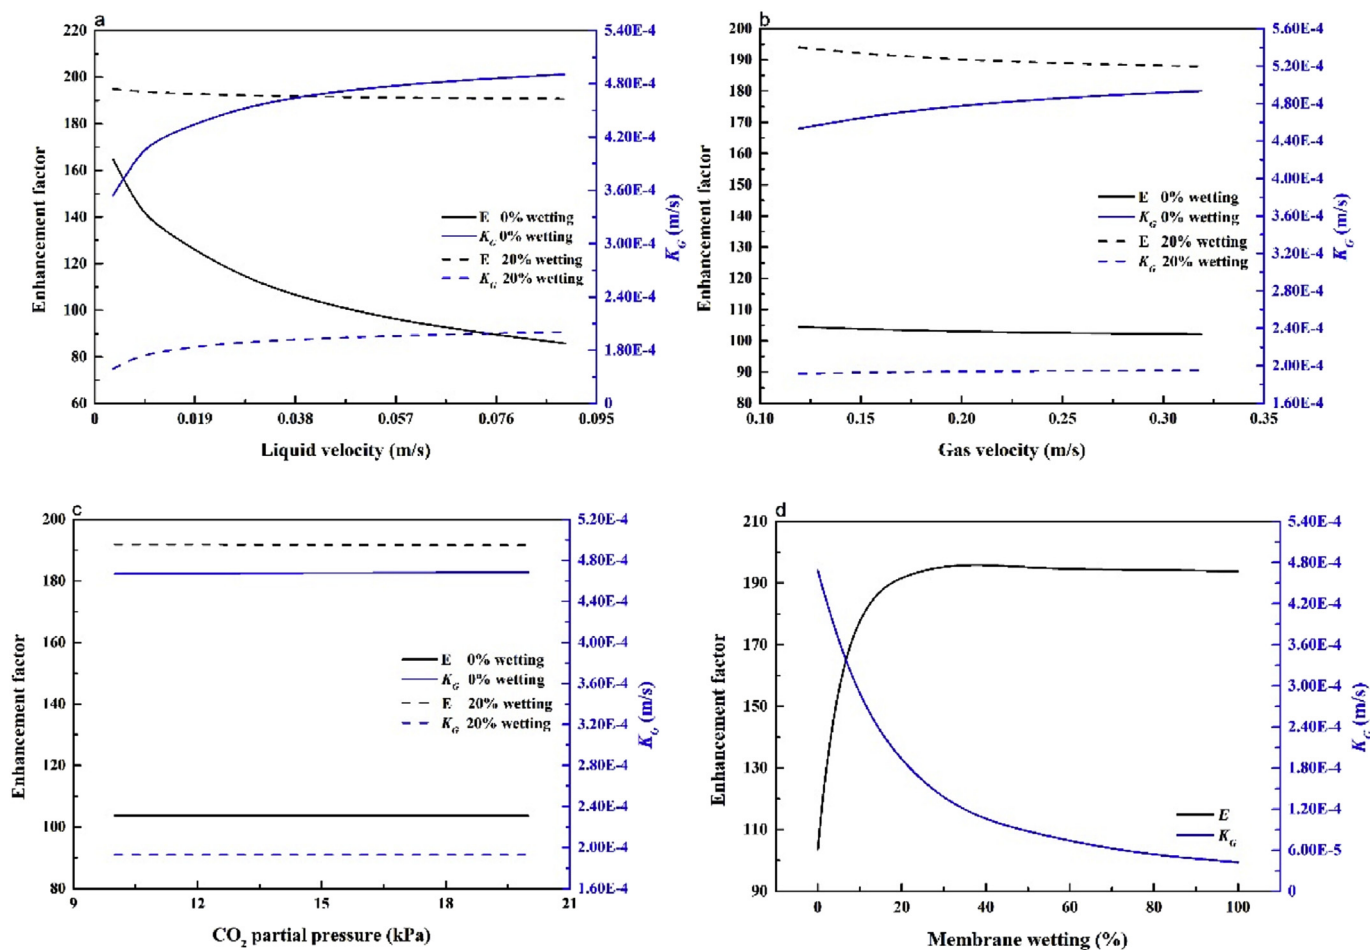 a
220
200
180
160
140
120
100
80
60
Enhancement factor
0
0.019
0.038
0.057
0.076
0.095
Liquid velocity (m/s)
E 0% wetting
K_G 0% wetting
E 20% wetting
K_G 20% wetting
5.40E-4
4.80E-4
4.20E-4
3.60E-4
3.00E-4
2.40E-4
1.80E-4
0
K_G (m/s)
b
200
190
180
170
160
150
140
130
120
110
100
90
80
Enhancement factor
0.10
0.15
0.20
0.25
0.30
0.35
Gas velocity (m/s)
E 0% wetting
K_G 0% wetting
E 20% wetting
K_G 20% wetting
5.60E-4
5.20E-4
4.80E-4
4.40E-4
4.00E-4
3.60E-4
3.20E-4
2.80E-4
2.40E-4
2.00E-4
1.60E-4
K_G (m/s)
c
200
180
160
140
120
100
80
Enhancement factor
9
12
15
18
21
CO₂ partial pressure (kPa)
E 0% wetting
K_G 0% wetting
E 20% wetting
K_G 20% wetting
5.20E-4
4.80E-4
4.40E-4
4.00E-4
3.60E-4
3.20E-4
2.80E-4
2.40E-4
2.00E-4
1.60E-4
K_G (m/s)
d
210
190
170
150
130
110
90
Enhancement factor
0
20
40
60
80
100
Membrane wetting (%)
E
K_G
5.40E-4
4.80E-4
4.20E-4
3.60E-4
3.00E-4
2.40E-4
1.80E-4
1.20E-4
6.00E-5
0
K_G (m/s)